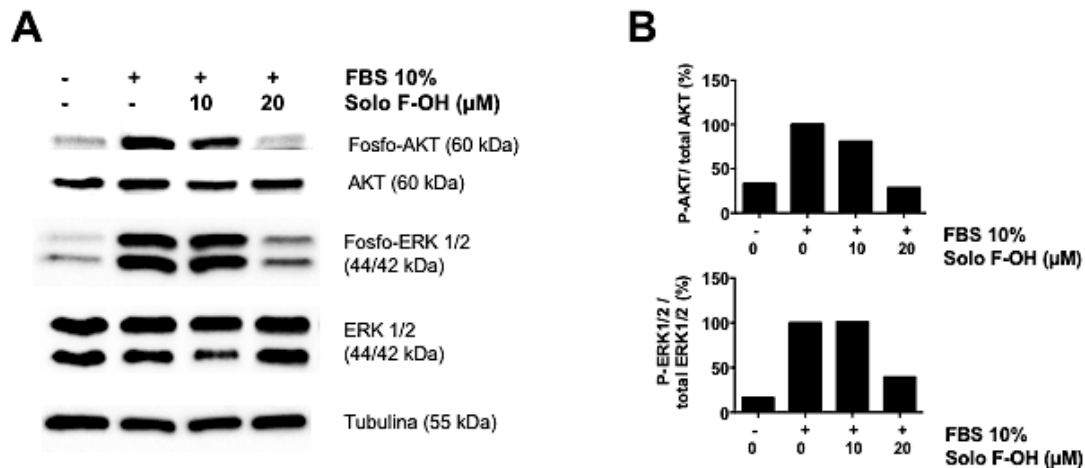 A
- + + + FBS 10%
- - 10 20 Solo F-OH (µM)
Fosfo-AKT (60 kDa)
AKT (60 kDa)
Fosfo-ERK 1/2
(44/42 kDa)
ERK 1/2
(44/42 kDa)
Tubulina (55 kDa)
B
P-AKT/ total AKT (%)
150
100
50
0
- + + + FBS 10%
0 0 10 20 Solo F-OH (µM)
P-ERK1/2 /
total ERK1/2 (%)
150
100
50
0
- + + + FBS 10%
0 0 10 20 Solo F-OH (µM)